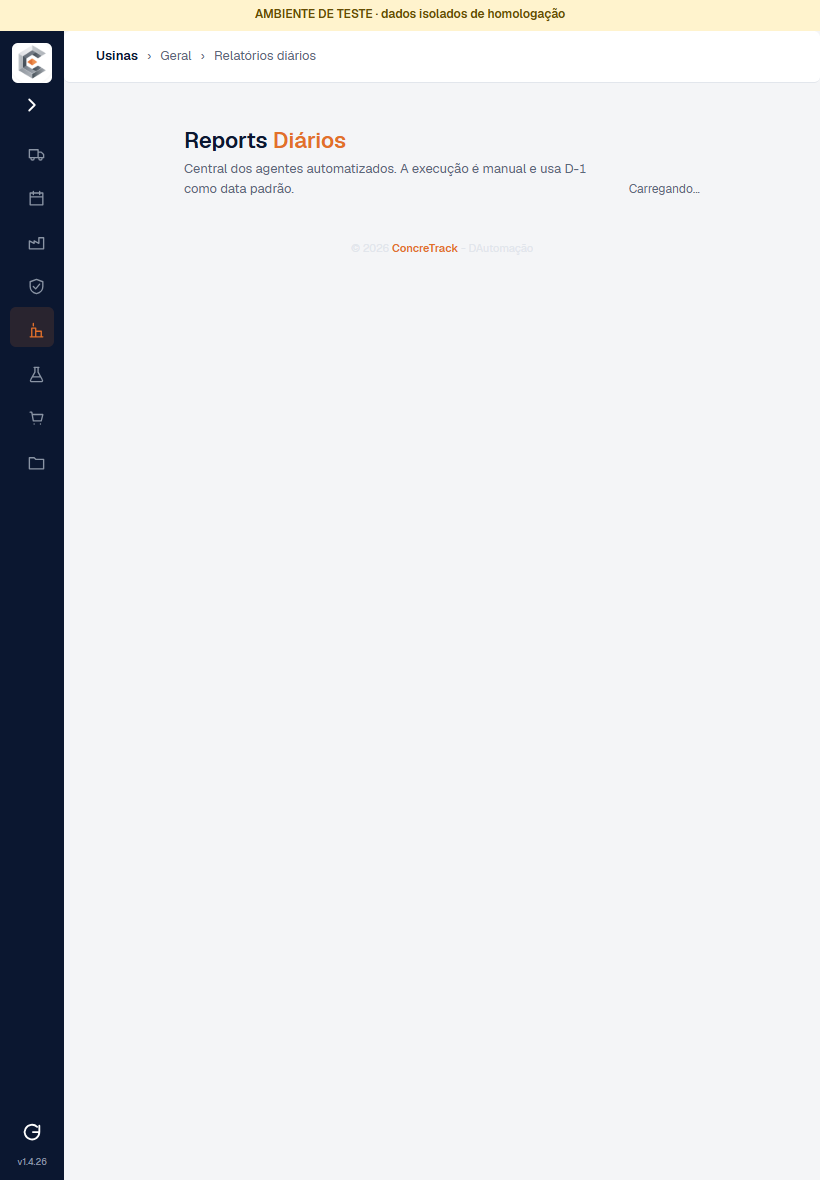 AMBIENTE DE TESTE · dados isolados de homologação
Usinas › Geral › Relatórios diários
Reports Diários
Central dos agentes automatizados. A execução é manual e usa D-1
como data padrão.
Carregando...
© 2026 ConcreTrack - DAutomação
v1.4.26